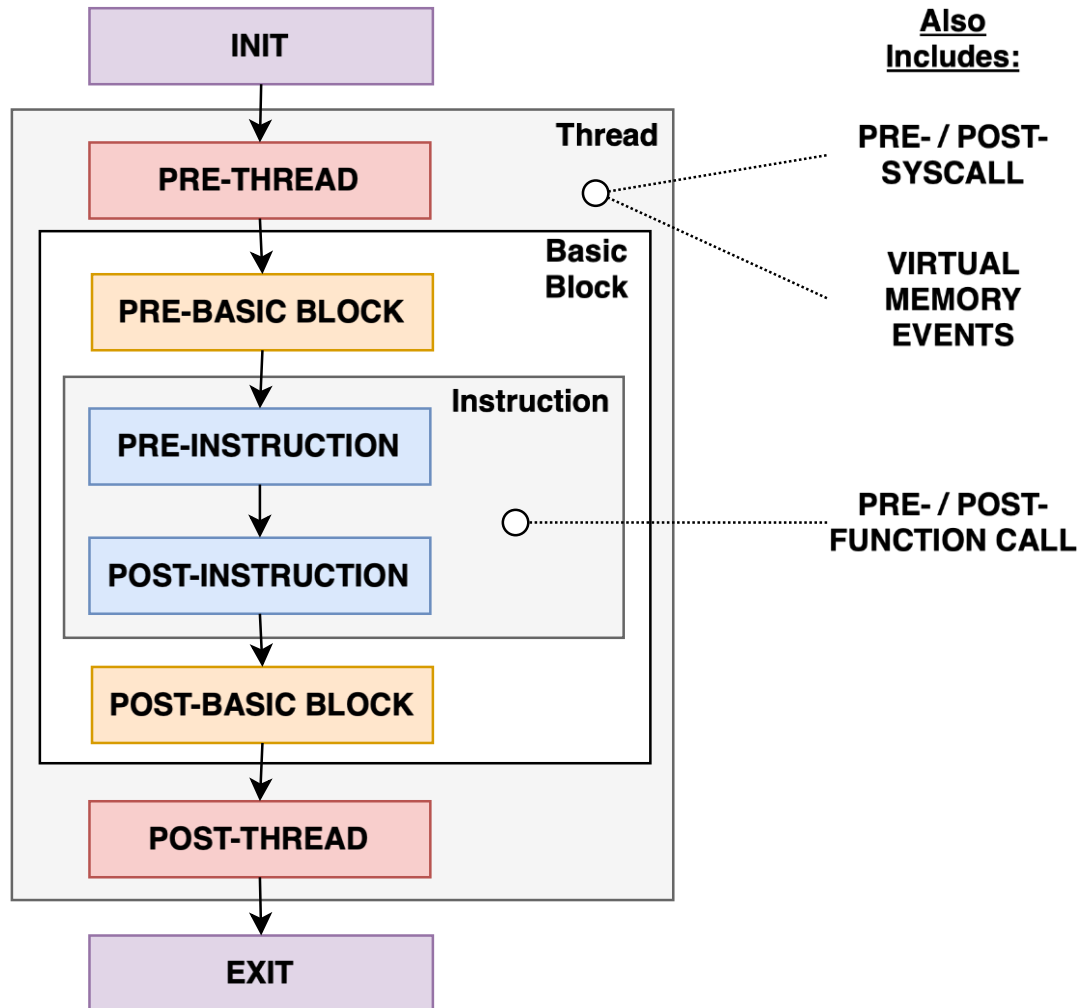 INIT
Also
Includes:
Thread
PRE-THREAD
PRE- / POST-
SYSCALL
Basic
Block
PRE-BASIC BLOCK
VIRTUAL
MEMORY
EVENTS
Instruction
PRE-INSTRUCTION
POST-INSTRUCTION
PRE- / POST-
FUNCTION CALL
POST-BASIC BLOCK
POST-THREAD
EXIT